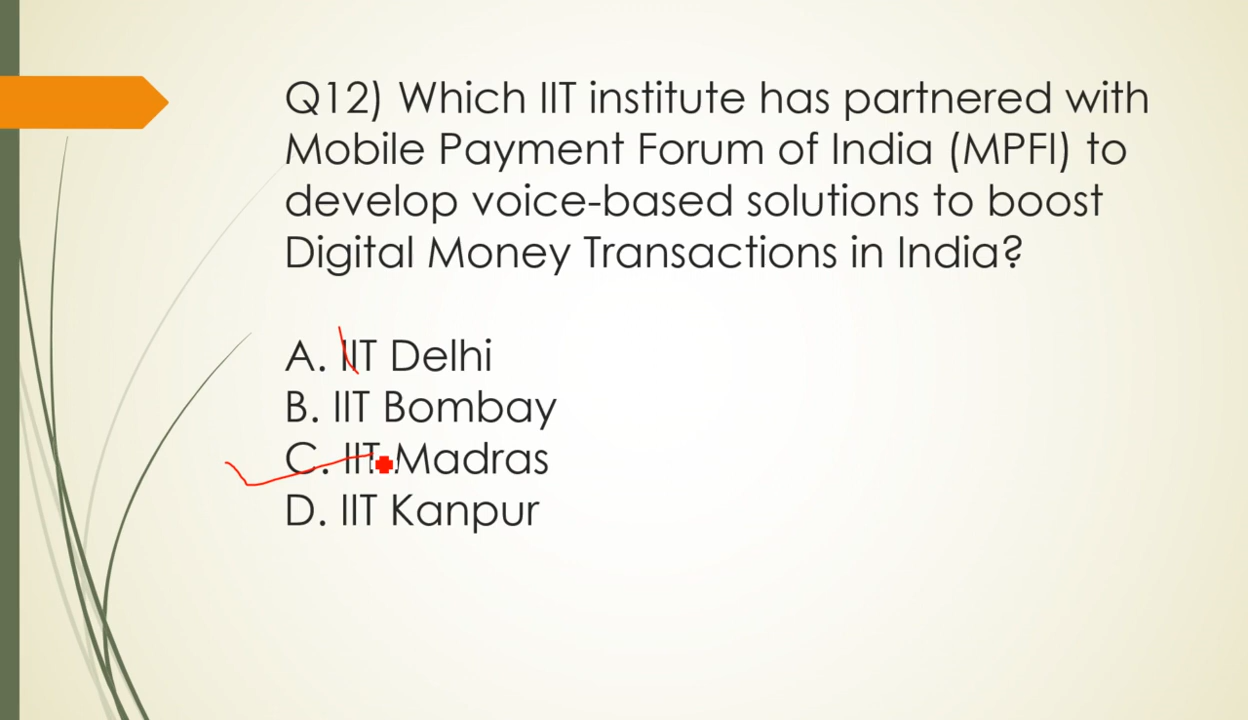 Q12) Which IIT institute has partnered with
Mobile Payment Forum of India (MPFI) to
develop voice-based solutions to boost
Digital Money Transactions in India?
A. IIT Delhi
B. IIT Bombay
C. IIT Madras
D. IIT Kanpur